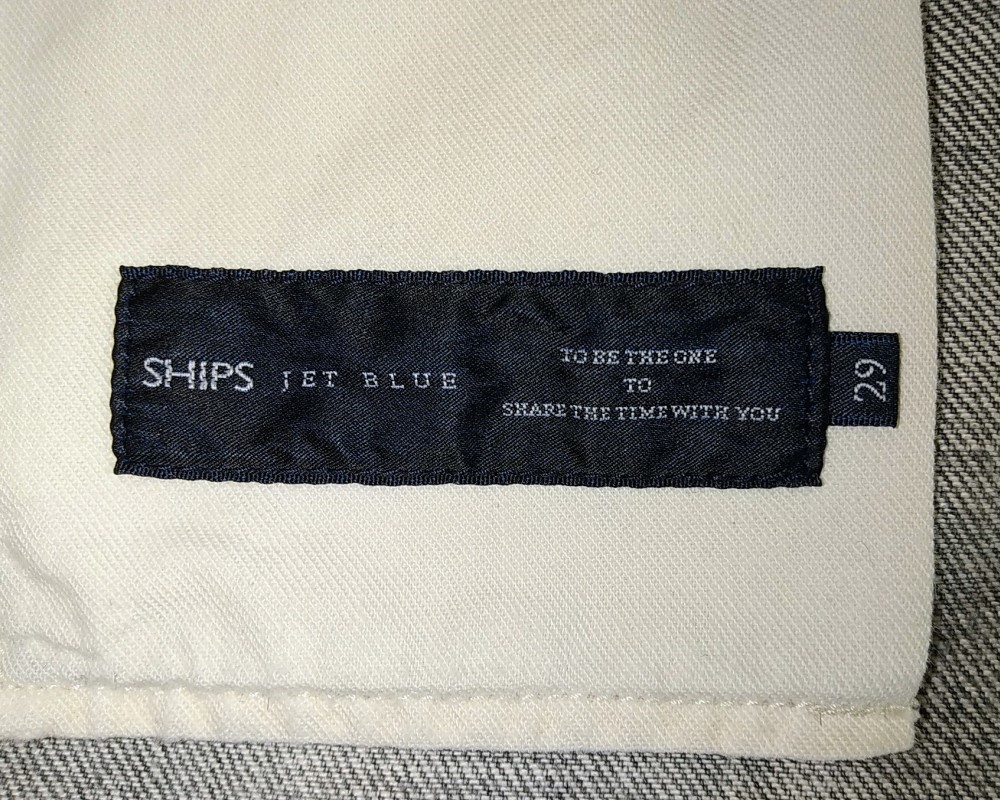 SHIPS JET BLUE
TO BE THE ONE
TO
SHARE THE TIME WITH YOU
29